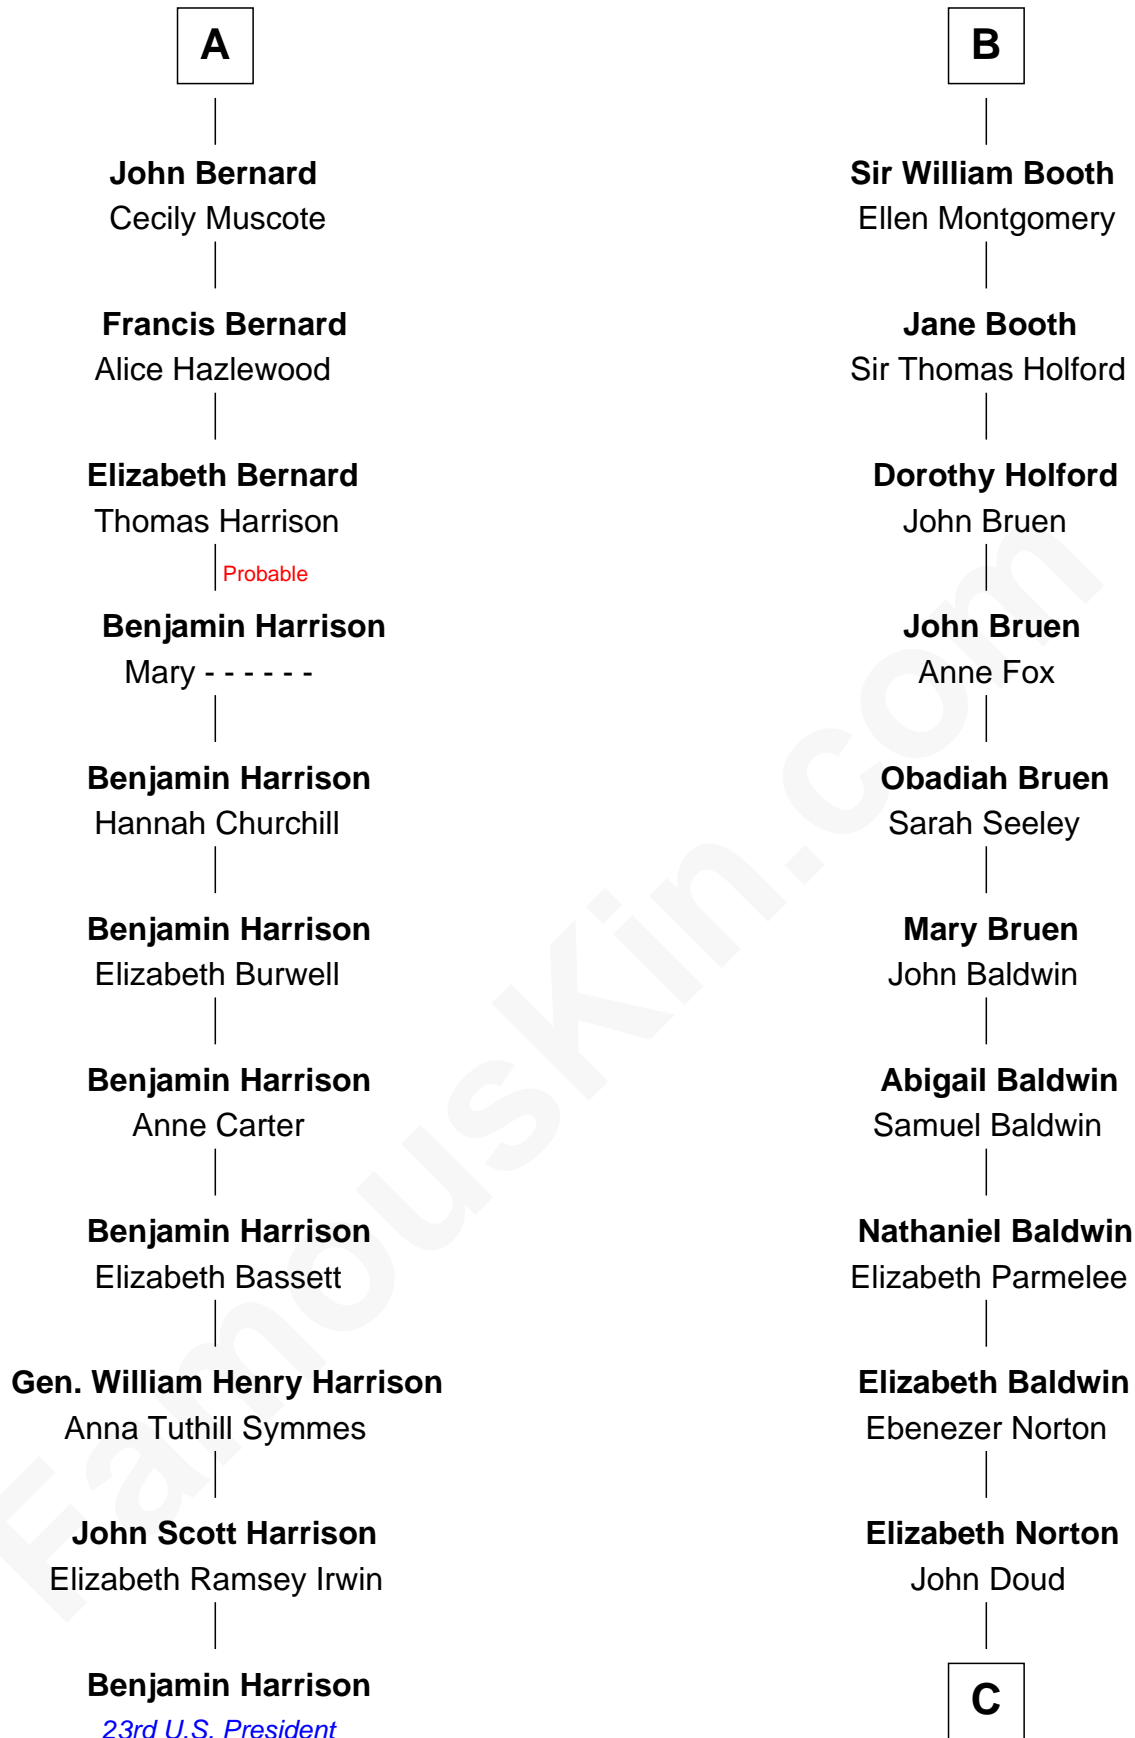 A
John Bernard
Cecily Muscote
Francis Bernard
Alice Hazlewood
Elizabeth Bernard
Thomas Harrison
Probable
Benjamin Harrison
Mary - - - - - -
Benjamin Harrison
Hannah Churchill
Benjamin Harrison
Elizabeth Burwell
Benjamin Harrison
Anne Carter
Benjamin Harrison
Elizabeth Bassett
Gen. William Henry Harrison
Anna Tuthill Symmes
John Scott Harrison
Elizabeth Ramsey Irwin
Benjamin Harrison
23rd U.S. President
B
Sir William Booth
Ellen Montgomery
Jane Booth
Sir Thomas Holford
Dorothy Holford
John Bruen
John Bruen
Anne Fox
Obadiah Bruen
Sarah Seeley
Mary Bruen
John Baldwin
Abigail Baldwin
Samuel Baldwin
Nathaniel Baldwin
Elizabeth Parmelee
Elizabeth Baldwin
Ebenezer Norton
Elizabeth Norton
John Doud
C
FamousKin.com